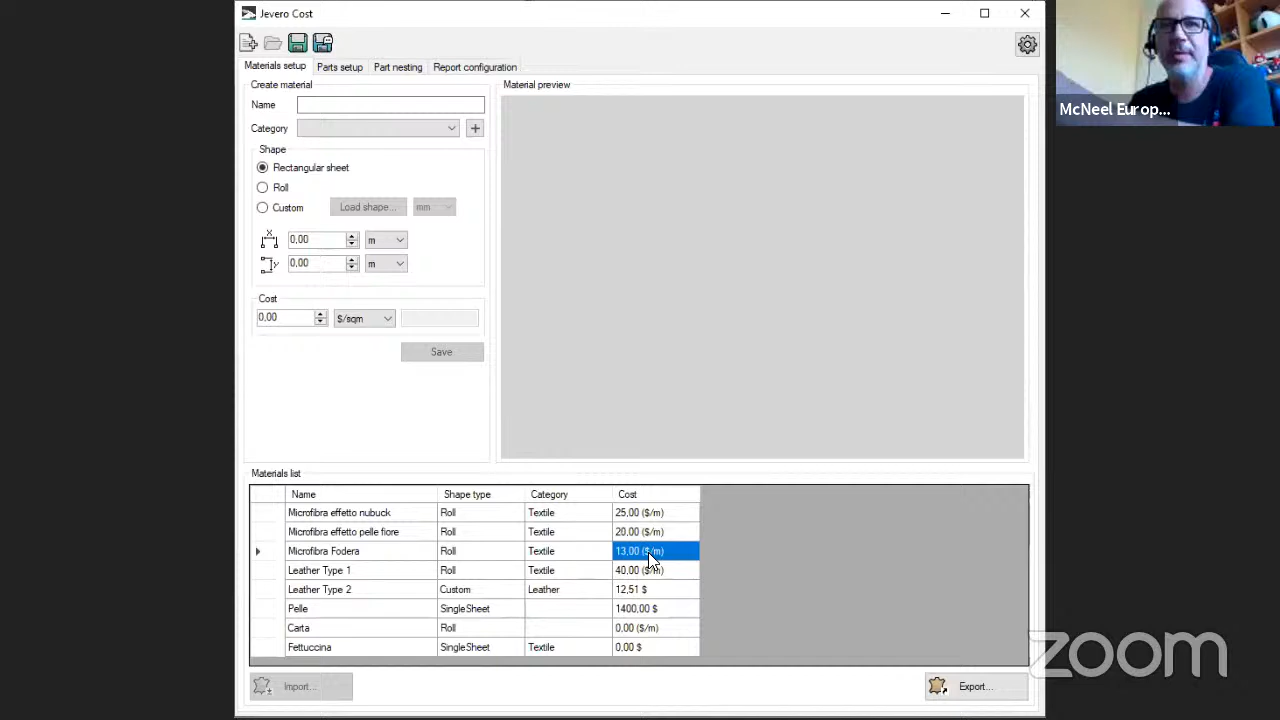 Jevero Cost
Materials setup
Parts setup
Part nesting
Report configuration
Create material
Name
Category
Shape
Rectangular sheet
Roll
Custom
Load shape...
mm
X
0,00
m
Y
0,00
m
Cost
0,00
$/sqm
Save
Material preview
Materials list
Name Shape type Category Cost
Microfibra effetto nubuck Roll Textile 25,00 ($/m)
Microfibra effetto pelle fiore Roll Textile 20,00 ($/m)
Microfibra Fodera Roll Textile 13,00 ($/m)
Leather Type 1 Roll Textile 40,00 ($/m)
Leather Type 2 Custom Leather 12,51 $
Pelle SingleSheet 1400,00 $
Carta Roll 0,00 ($/m)
Fettuccina SingleSheet Textile 0,00 $
Import...
Export...
McNeel Europ...
zoom